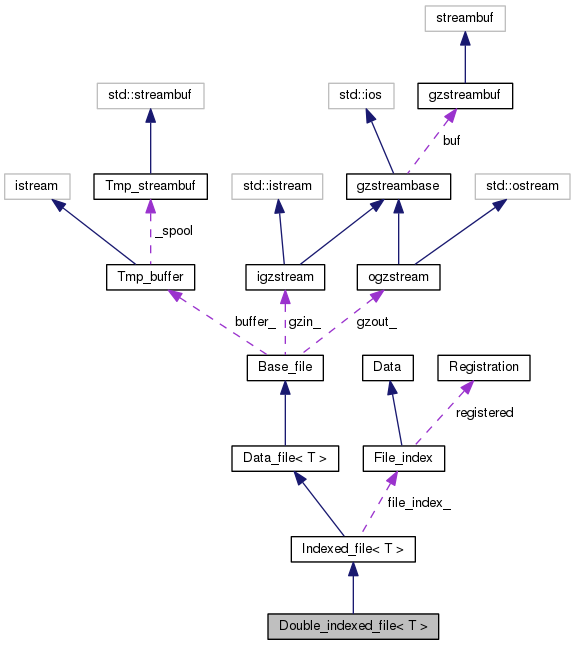 streambuf
std::streambuf
std::ios
gzstreambuf
buf
istream
Tmp_streambuf
std::istream
gzstreambase
std::ostream
_spool
Tmp_buffer
igzstream
ogzstream
buffer_
gzin_
gzout_
Base_file
Data
Registration
registered
Data_file< T >
File_index
file_index_
Indexed_file< T >
Double_indexed_file< T >